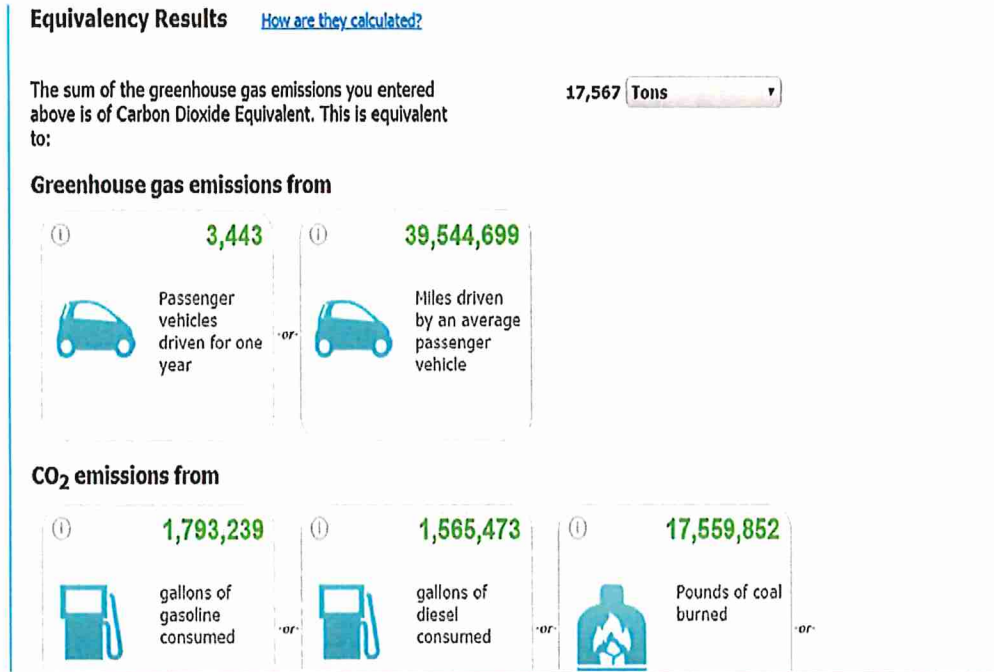 Equivalency Results How are they calculated?
The sum of the greenhouse gas emissions you entered
above is of Carbon Dioxide Equivalent. This is equivalent
to:
17,567 Tons
Greenhouse gas emissions from
3,443
Passenger
vehicles
driven for one
year
-or-
39,544,699
Miles driven
by an average
passenger
vehicle
CO2 emissions from
1,793,239
gallons of
gasoline
consumed
-or-
1,565,473
gallons of
diesel
consumed
-or-
17,559,852
Pounds of coal
burned
-or-